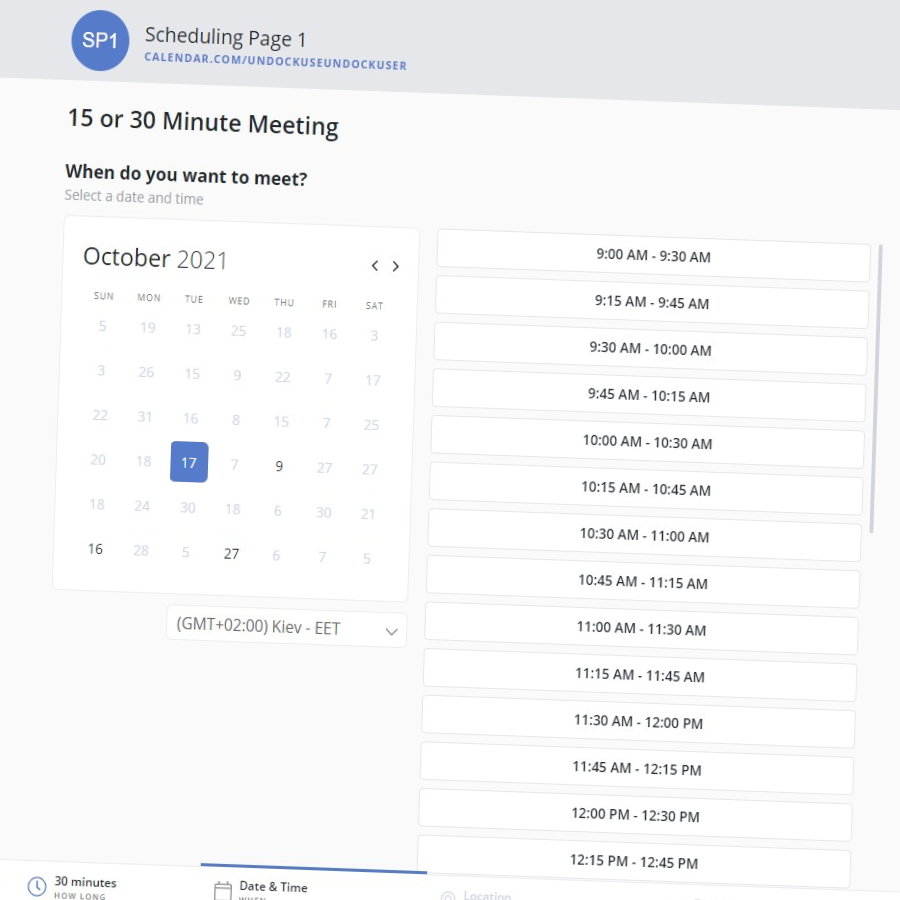 SP1
Scheduling Page 1
CALENDAR.COM/UNDOCKUSEUNDOCKUSER
15 or 30 Minute Meeting
When do you want to meet?
Select a date and time
October 2021
SUN MON TUE WED THU FRI SAT
5 19 13 25 18 16 3
3 26 15 9 22 7 17
22 31 16 8 15 7 25
20 18 17 7 9 27 27
18 24 30 18 6 30 21
16 28 5 27 6 7 5
(GMT+02:00) Kiev - EET
9:00 AM - 9:30 AM
9:15 AM - 9:45 AM
9:30 AM - 10:00 AM
9:45 AM - 10:15 AM
10:00 AM - 10:30 AM
10:15 AM - 10:45 AM
10:30 AM - 11:00 AM
10:45 AM - 11:15 AM
11:00 AM - 11:30 AM
11:15 AM - 11:45 AM
11:30 AM - 12:00 PM
11:45 AM - 12:15 PM
12:00 PM - 12:30 PM
12:15 PM - 12:45 PM
30 minutes
HOW LONG
Date & Time
WHEN
Location